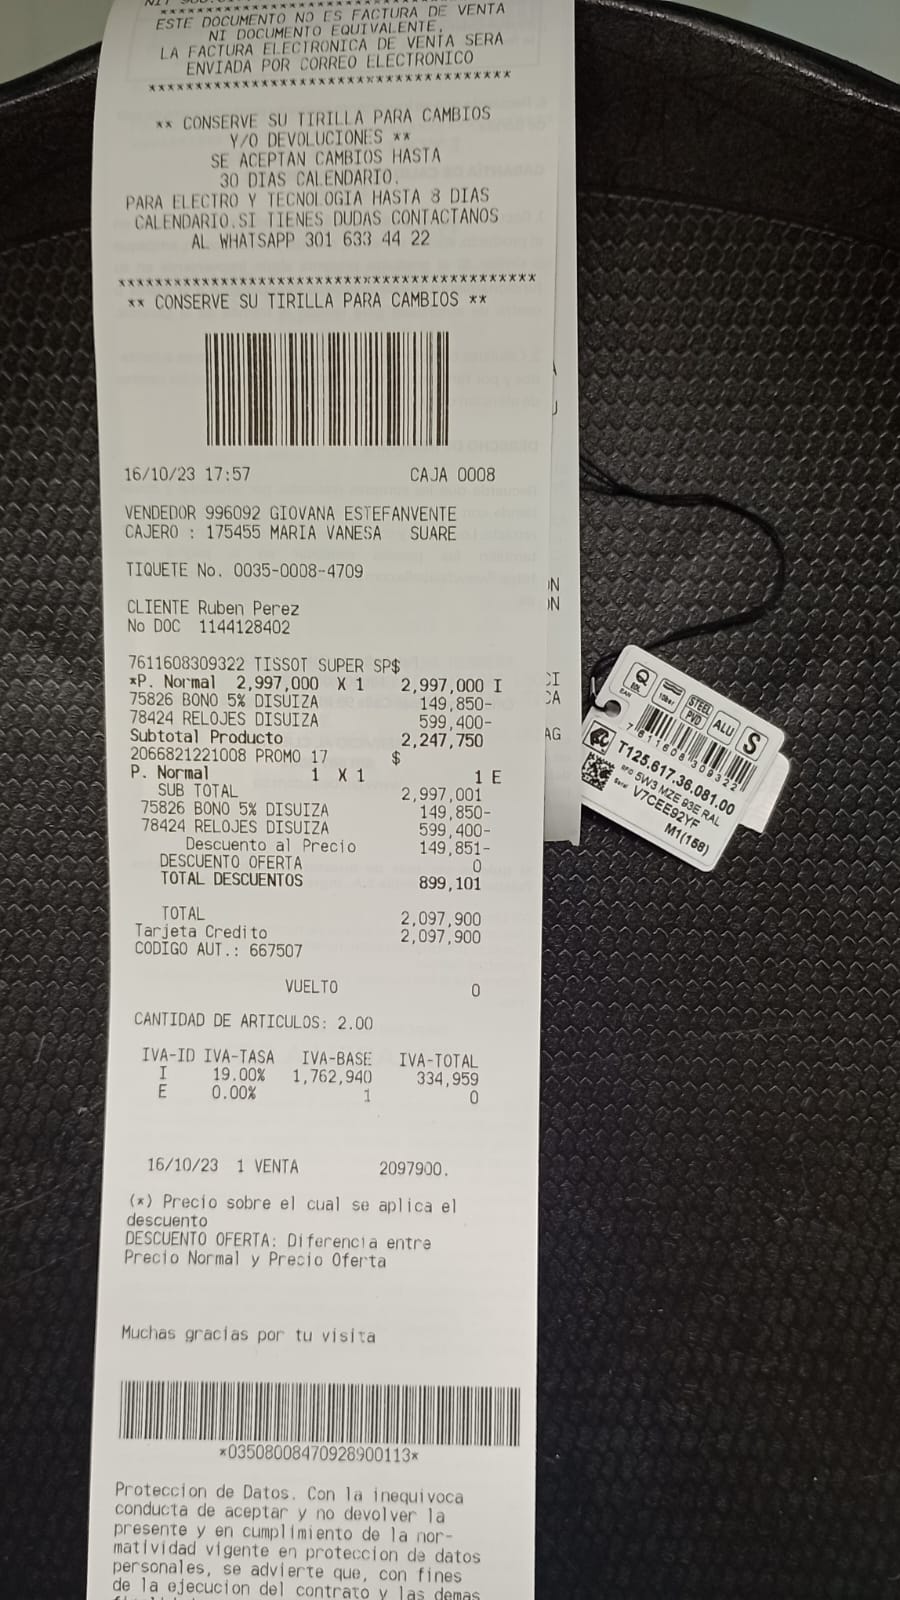 ****************************************
ESTE DOCUMENTO NO ES FACTURA DE VENTA
NI DOCUMENTO EQUIVALENTE,
LA FACTURA ELECTRONICA DE VENTA SERA
ENVIADA POR CORREO ELECTRONICO
****************************************
** CONSERVE SU TIRILLA PARA CAMBIOS
Y/O DEVOLUCIONES **
SE ACEPTAN CAMBIOS HASTA
30 DIAS CALENDARIO.
PARA ELECTRO Y TECNOLOGIA HASTA 8 DIAS
CALENDARIO.SI TIENES DUDAS CONTACTANOS
AL WHATSAPP 301 633 44 22
********************************************
** CONSERVE SU TIRILLA PARA CAMBIOS **
16/10/23 17:57 CAJA 0008
VENDEDOR 996092 GIOVANA ESTEFANVENTE
CAJERO : 175455 MARIA VANESA SUARE
TIQUETE No. 0035-0008-4709
CLIENTE Ruben Perez
No DOC 1144128402
7611608309322 TISSOT SUPER SP$
*P. Normal 2,997,000 X 1 2,997,000 I
75826 BONO 5% DISUIZA 149,850-
78424 RELOJES DISUIZA 599,400-
Subtotal Producto 2,247,750
2066821221008 PROMO 17 $
P. Normal 1 X 1 1 E
SUB TOTAL 2,997,001
75826 BONO 5% DISUIZA 149,850-
78424 RELOJES DISUIZA 599,400-
Descuento al Precio 149,851-
DESCUENTO OFERTA 0
TOTAL DESCUENTOS 899,101
TOTAL 2,097,900
Tarjeta Credito 2,097,900
CODIGO AUT.: 667507
VUELTO 0
CANTIDAD DE ARTICULOS: 2.00
IVA-ID IVA-TASA IVA-BASE IVA-TOTAL
I 19.00% 1,762,940 334,959
E 0.00% 1 0
16/10/23 1 VENTA 2097900.
(*) Precio sobre el cual se aplica el
descuento
DESCUENTO OFERTA: Diferencia entre
Precio Normal y Precio Oferta
Muchas gracias por tu visita
*03508008470928900113*
Proteccion de Datos. Con la inequivoca
conducta de aceptar y no devolver la
presente y en cumplimiento de la nor-
matividad vigente en proteccion de datos
personales, se advierte que, con fines
de la ejecucion del contrato y las demas
Q
EOL
10bar
STEEL
PVD
ALU
S
EAN
7 611608 309322
T125.617.36.081.00
5W3 MZE 93E RAL
Serial V7CEE92YF
M1(158)